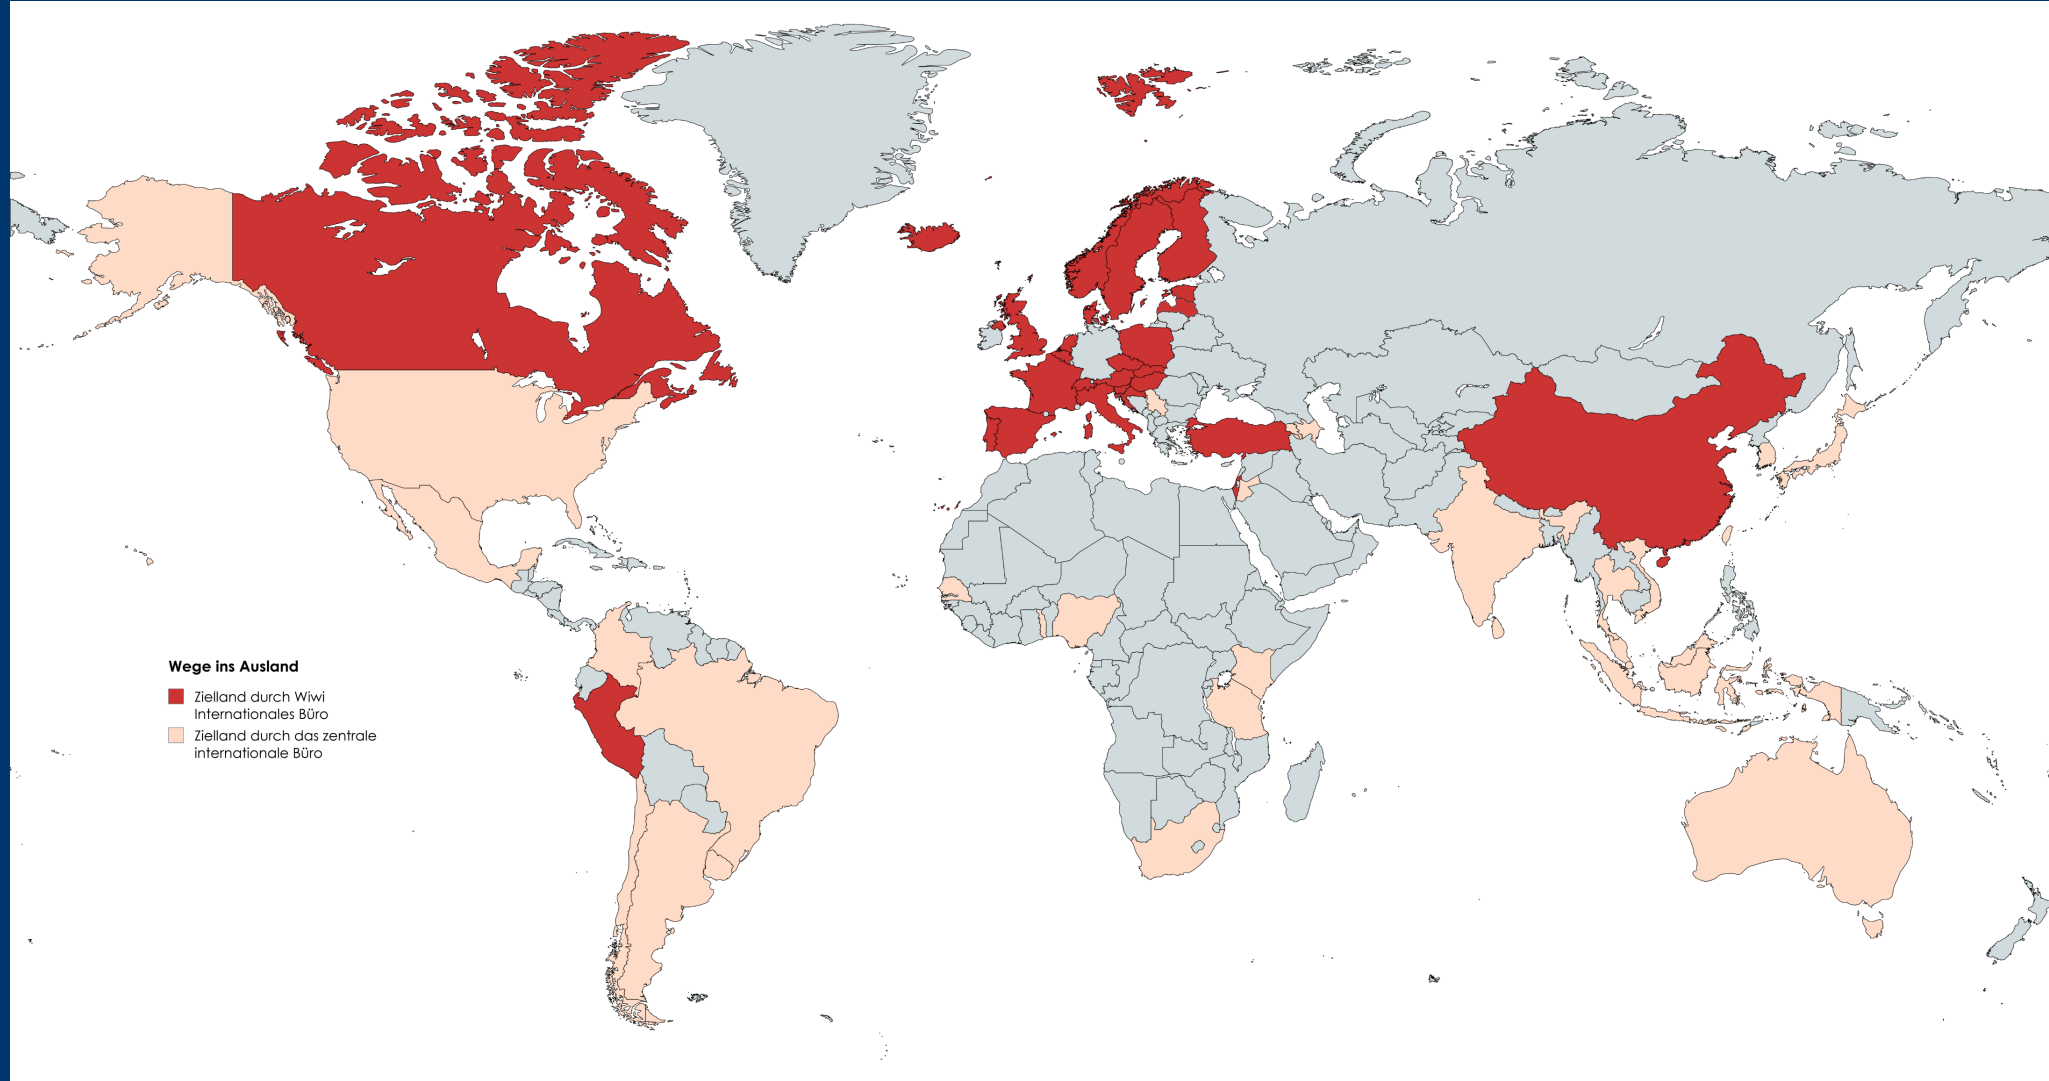 Wege ins Ausland
Zielland durch Wiwi
Internationales Büro
Zielland durch das zentrale
internationale Büro